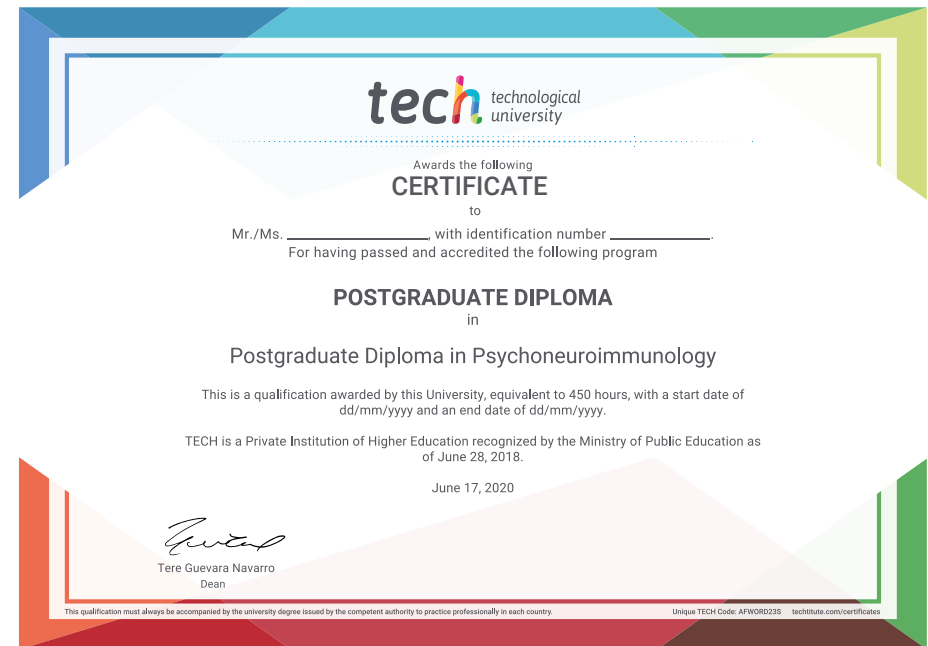 tech technological
university
Awards the following
CERTIFICATE
to
Mr./Ms. __________________, with identification number _____________.
For having passed and accredited the following program
POSTGRADUATE DIPLOMA
in
Postgraduate Diploma in Psychoneuroimmunology
This is a qualification awarded by this University, equivalent to 450 hours, with a start date of
dd/mm/yyyy and an end date of dd/mm/yyyy.
TECH is a Private Institution of Higher Education recognized by the Ministry of Public Education as
of June 28, 2018.
June 17, 2020
Tere Guevara Navarro
Dean
This qualification must always be accompanied by the university degree issued by the competent authority to practice professionally in each country. Unique TECH Code: AFWORD23S techtitute.com/certificates